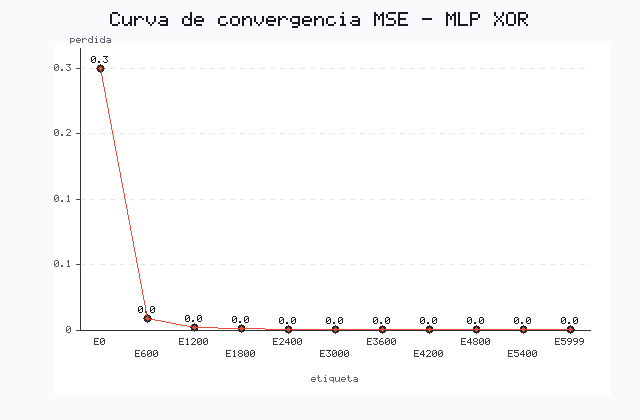 Curva de convergencia MSE - MLP XOR
perdida
0.3
0.3
0.2
0.1
0.1
0
0.0 0.0 0.0 0.0 0.0 0.0 0.0 0.0 0.0 0.0
E0 E1200 E2400 E3600 E4800 E5999
E600 E1800 E3000 E4200 E5400
etiqueta